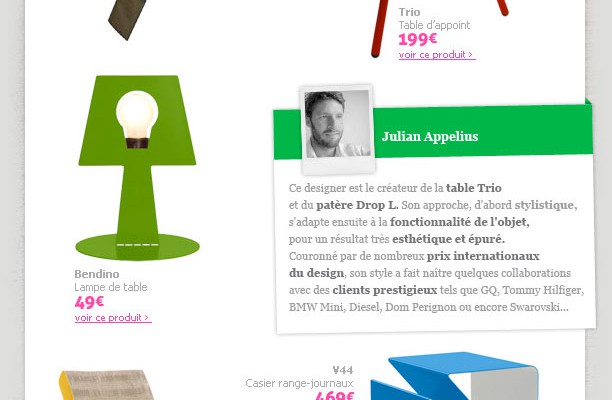 Trio
Table d'appoint
199€
voir ce produit >
Julian Appelius
Ce designer est le créateur de la table Trio
et du patère Drop L. Son approche, d'abord stylistique,
s'adapte ensuite à la fonctionnalité de l'objet,
pour un résultat très esthétique et épuré.
Couronné par de nombreux prix internationaux
du design, son style a fait naître quelques collaborations
avec des clients prestigieux tels que GQ, Tommy Hilfiger,
BMW Mini, Diesel, Dom Perignon ou encore Swarovski...
Bendino
Lampe de table
49€
voir ce produit >
V44
Casier range-journaux
469€